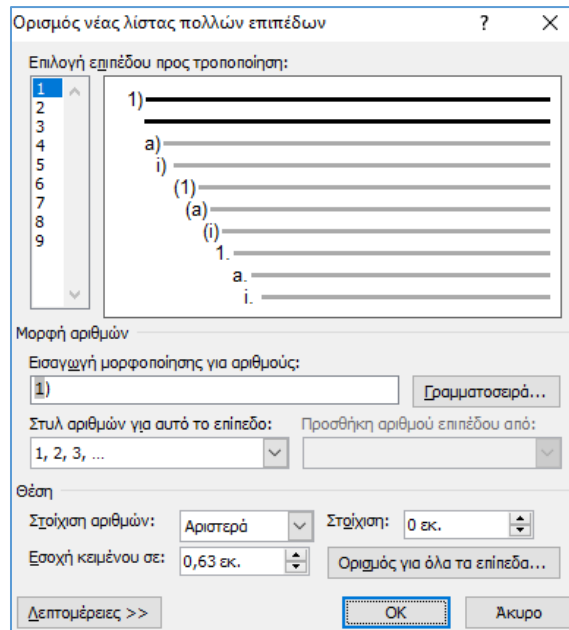 Ορισμός νέας λίστας πολλών επιπέδων ?
Επιλογή επιπέδου προς τροποποίηση:
1
2
3
4
5
6
7
8
9
1)
a)
i)
(1)
(a)
(i)
1.
a.
i.
Μορφή αριθμών
Εισαγωγή μορφοποίησης για αριθμούς:
1) Γραμματοσειρά...
Στυλ αριθμών για αυτό το επίπεδο: Προσθήκη αριθμού επιπέδου από:
1, 2, 3, ...
Θέση
Στοίχιση αριθμών: Αριστερά Στοίχιση: 0 εκ.
Εσοχή κειμένου σε: 0,63 εκ. Ορισμός για όλα τα επίπεδα...
Λεπτομέρειες >> OK Άκυρο